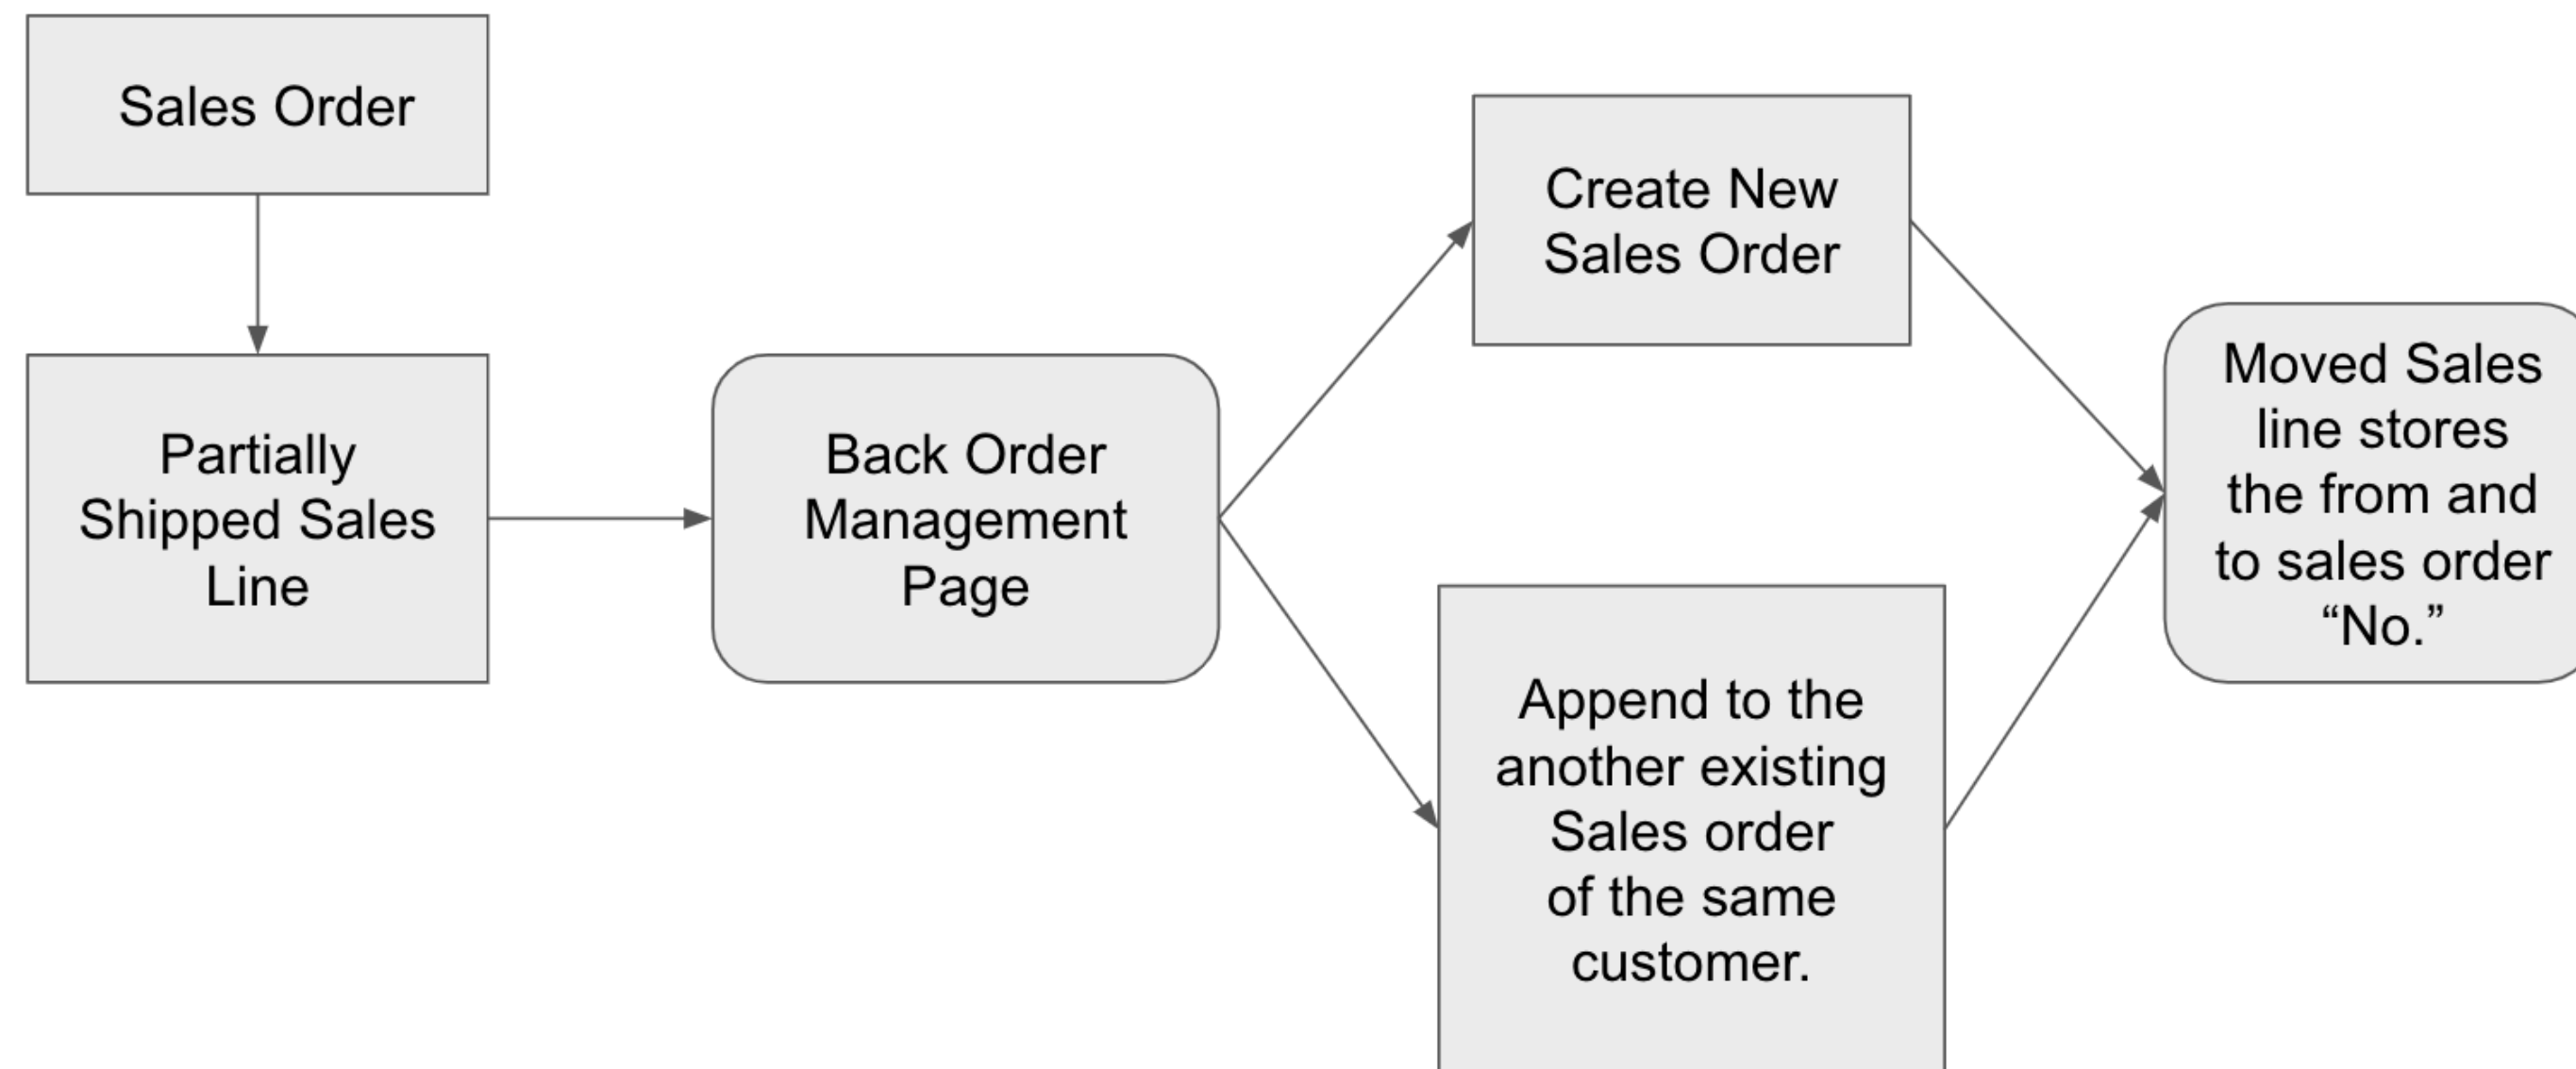 Sales Order
Partially
Shipped Sales
Line
Back Order
Management
Page
Create New
Sales Order
Append to the
another existing
Sales order
of the same
customer.
Moved Sales
line stores
the from and
to sales order
“No.”